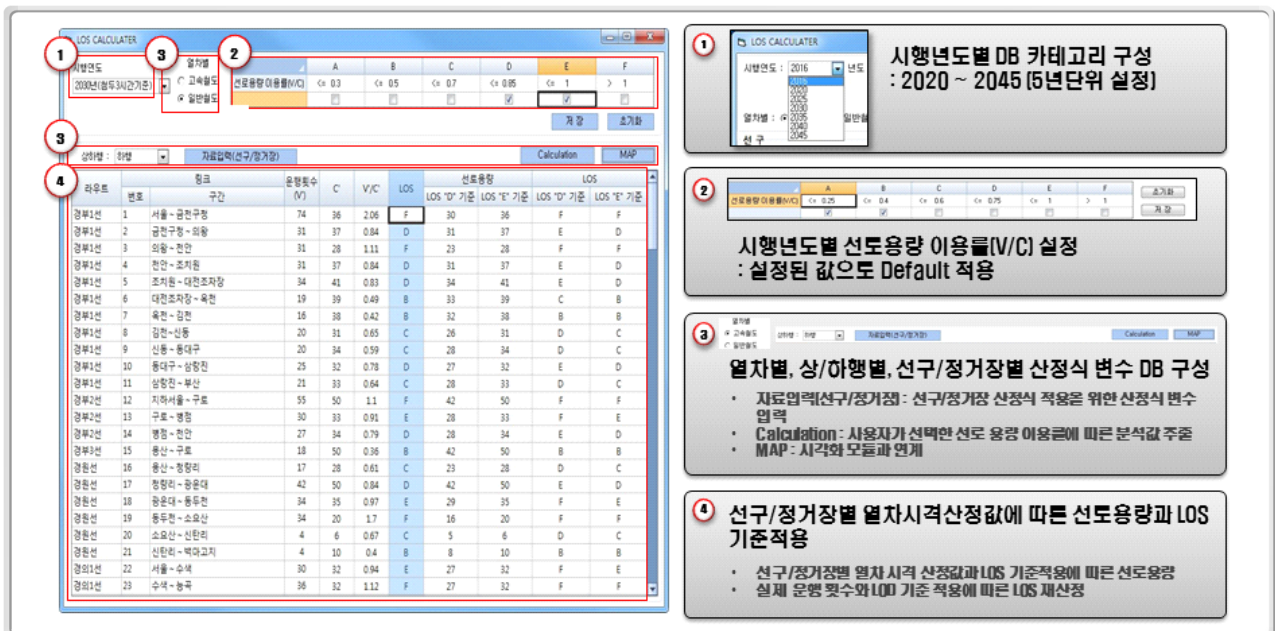 LOS CALCULATER
1
3
2
시행연도
2030년(첨두3시간기준)
열차별
고속철도
일반철도
A B C D E F
선로용량 이용률(V/C) <= 0.3 <= 0.5 <= 0.7 <= 0.85 <= 1 > 1
저 장 초기화
3
상하행 : 하행 자료입력(선구/정거장) Calculation MAP
4
라우트 링크 운행횟수 (V) C' V/C' LOS 선로용량 LOS
번호 구간 LOS "D" 기준 LOS "E" 기준 LOS "D" 기준 LOS "E" 기준
경부1선 1 서울~금천구청 74 36 2.06 F 30 36 F F
경부1선 2 금천구청~의왕 31 37 0.84 D 31 37 E D
경부1선 3 의왕~천안 31 28 1.11 F 23 28 F F
경부1선 4 천안~조치원 31 37 0.84 D 31 37 E D
경부1선 5 조치원~대전조차장 34 41 0.83 D 34 41 E D
경부1선 6 대전조차장~옥천 19 39 0.49 B 33 39 C B
경부1선 7 옥천~김천 16 38 0.42 B 32 38 B B
경부1선 8 김천~신동 20 31 0.65 C 26 31 D C
경부1선 9 신동~동대구 20 34 0.59 C 28 34 D C
경부1선 10 동대구~삼랑진 25 32 0.78 D 27 32 E D
경부1선 11 삼랑진~부산 21 33 0.64 C 28 33 D C
경부2선 12 지하서울~구로 55 50 1.1 F 42 50 F F
경부2선 13 구로~병점 30 33 0.91 E 28 33 F E
경부2선 14 병점~천안 27 34 0.79 D 28 34 E D
경부3선 15 용산~구로 18 50 0.36 B 42 50 B B
경원선 16 용산~청량리 17 28 0.61 C 23 28 D C
경원선 17 청량리~광운대 42 50 0.84 D 42 50 E D
경원선 18 광운대~동두천 34 35 0.97 E 29 35 F E
경원선 19 동두천~소요산 34 20 1.7 F 16 20 F F
경원선 20 소요산~신탄리 4 6 0.67 C 5 6 D C
경원선 21 신탄리~백마고지 4 10 0.4 B 8 10 B B
경의1선 22 서울~수색 30 32 0.94 E 27 32 F E
경의1선 23 수색~능곡 36 32 1.12 F 27 32 F F
1
LOS CALCULATER
시행연도 : 2016 년도
2016
2020
2025
2030
2035
2040
2045
열차별 :
선 구
시행년도별 DB 카테고리 구성
: 2020 ~ 2045 (5년단위 설정)
2
A B C D E F
선로용량 이용률(V/C) <= 0.25 <= 0.4 <= 0.6 <= 0.75 <= 1 > 1
초기화
저 장
시행년도별 선로용량 이용률(V/C) 설정
: 설정된 값으로 Default 적용
3
열차별
고속철도
일반철도
상하행 : 하행 자료입력(선구/정거장) Calculation MAP
열차별, 상/하행별, 선구/정거장별 산정식 변수 DB 구성
• 자료입력(선구/정거장) : 선구/정거장 산정식 적용을 위한 산정식 변수
입력
• Calculation : 사용자가 선택한 선로 용량 이용률에 따른 분석값 추출
• MAP : 시각화 모듈과 연계
4
선구/정거장별 열차시격산정값에 따른 선로용량과 LOS
기준적용
• 선구/정거장별 열차 시격 산정값과 LOS 기준적용에 따른 선로용량
• 실제 운행 횟수와 LOD 기준 적용에 따른 LOS 재산정